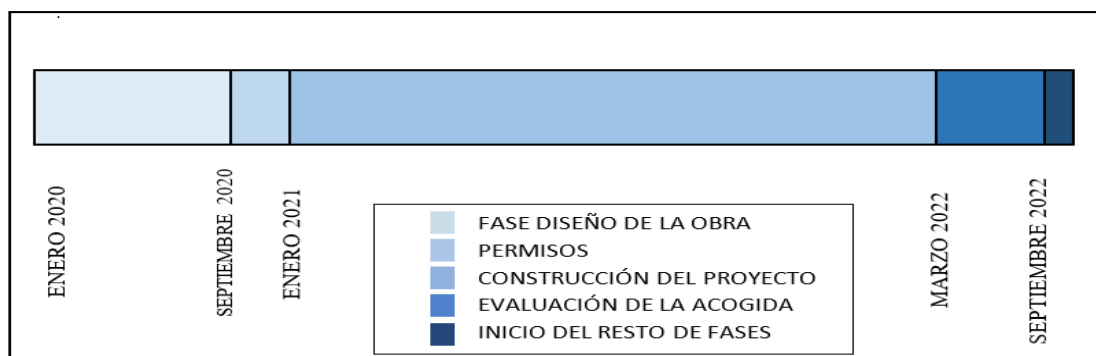 ENERO 2020
SEPTIEMBRE 2020
ENERO 2021
MARZO 2022
SEPTIEMBRE 2022
FASE DISEÑO DE LA OBRA
PERMISOS
CONSTRUCCIÓN DEL PROYECTO
EVALUACIÓN DE LA ACOGIDA
INICIO DEL RESTO DE FASES